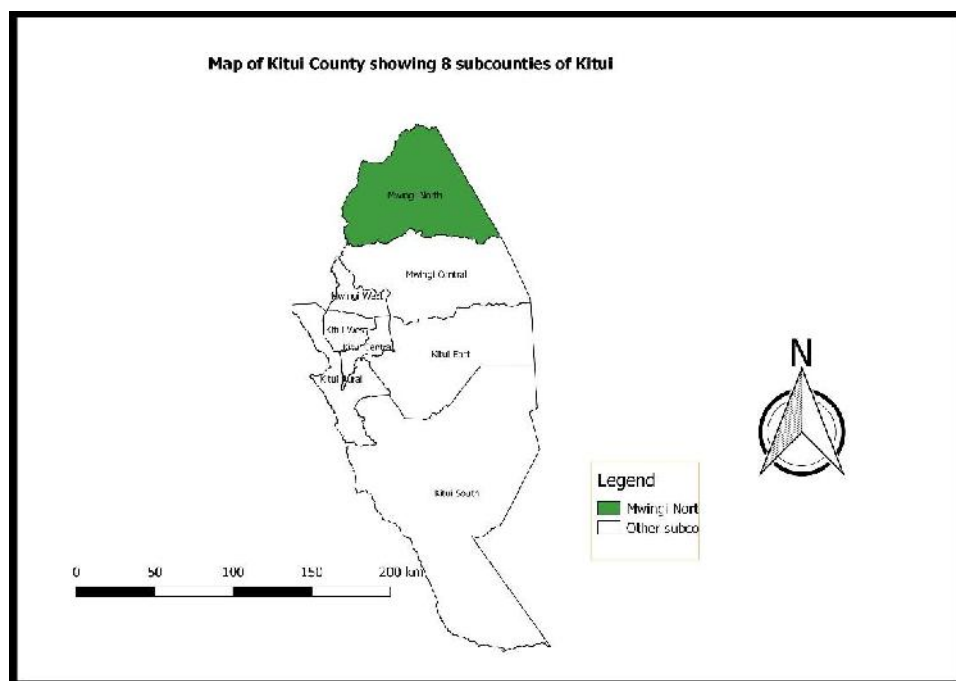 Map of Kitui County showing 8 subcounties of Kitui
Mwingi North
Mwingi Central
Mwingi West
Kitui West
Kitui Central
Kitui East
Kitui Rural
Kitui South
N
Legend
Mwingi Nort
Other subco
0 50 100 150 200 km